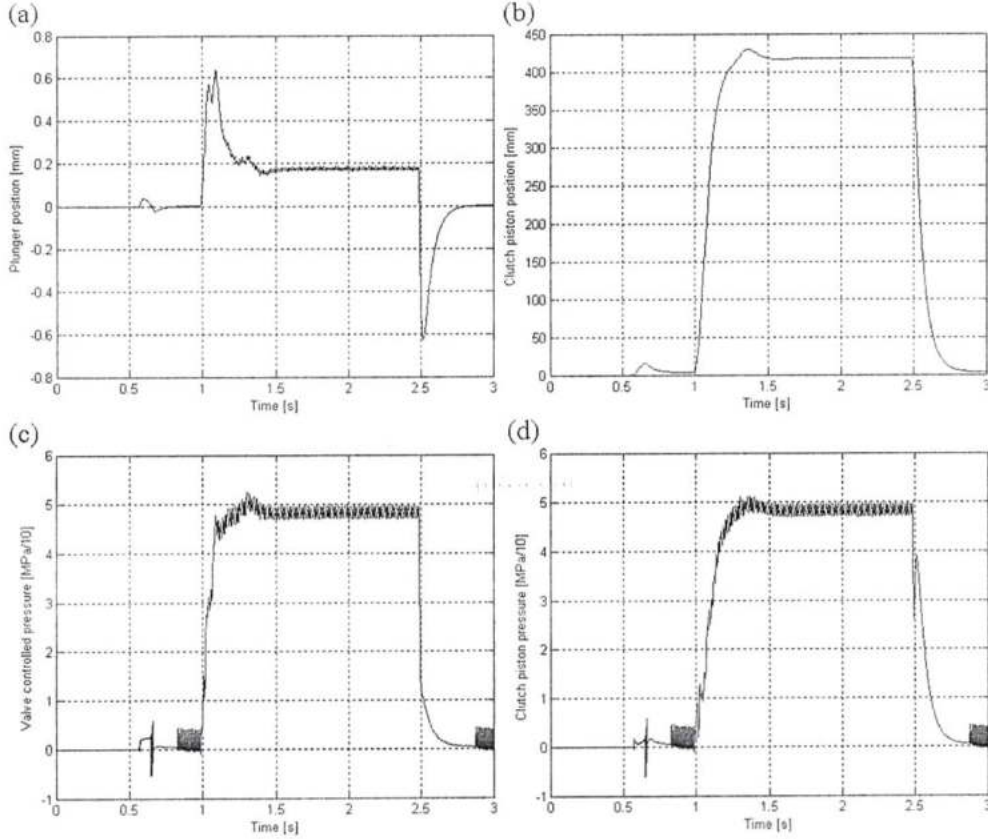 (a)
0.8
0.6
0.4
0.2
0
-0.2
-0.4
-0.6
-0.8
Plunger position [mm]
0 0.5 1 1.5 2 2.5 3
Time [s]
(b)
450
400
350
300
250
200
150
100
50
0
Clutch piston position [mm]
0 0.5 1 1.5 2 2.5 3
Time [s]
(c)
6
5
4
3
2
1
0
-1
Valve controlled pressure [MPa/10]
0 0.5 1 1.5 2 2.5 3
Time [s]
(d)
6
5
4
3
2
1
0
-1
Clutch piston pressure [MPa/10]
0 0.5 1 1.5 2 2.5 3
Time [s]